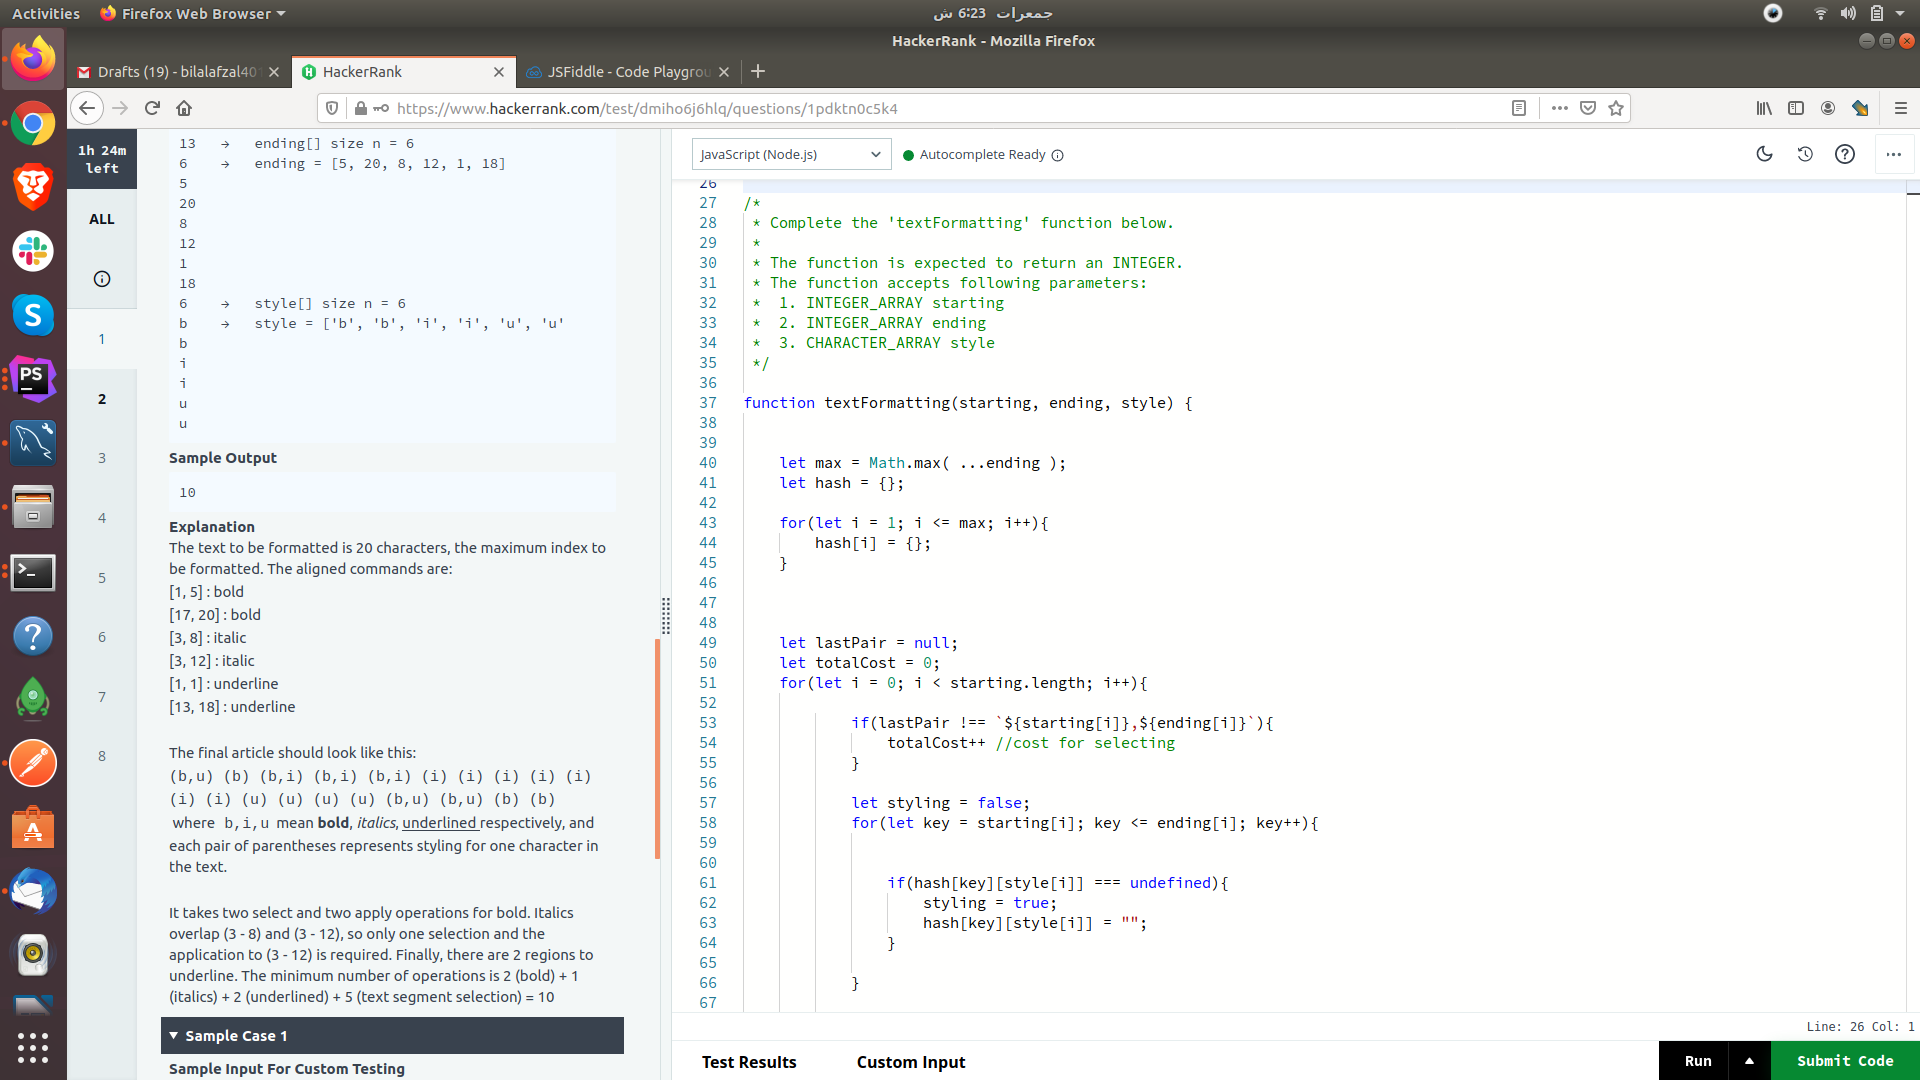 Activities
Firefox Web Browser
جمعرات 6:23 ش
HackerRank - Mozilla Firefox
Drafts (19) - bilalafzal401
HackerRank
JSFiddle - Code Playgrou
https://www.hackerrank.com/test/dmiho6j6hlq/questions/1pdktn0c5k4
1h 24m
left
ALL
1
2
3
4
5
6
7
8
13 → ending[] size n = 6
6 → ending = [5, 20, 8, 12, 1, 18]
5
20
8
12
1
18
6 → style[] size n = 6
b → style = ['b', 'b', 'i', 'i', 'u', 'u'
b
i
i
u
u
Sample Output
10
Explanation
The text to be formatted is 20 characters, the maximum index to
be formatted. The aligned commands are:
[1, 5] : bold
[17, 20] : bold
[3, 8] : italic
[3, 12] : italic
[1, 1] : underline
[13, 18] : underline
The final article should look like this:
(b,u) (b) (b,i) (b,i) (b,i) (i) (i) (i) (i) (i)
(i) (i) (u) (u) (u) (u) (b,u) (b,u) (b) (b)
where b,i,u mean bold, italics, underlined respectively, and
each pair of parentheses represents styling for one character in
the text.
It takes two select and two apply operations for bold. Italics
overlap (3 - 8) and (3 - 12), so only one selection and the
application to (3 - 12) is required. Finally, there are 2 regions to
underline. The minimum number of operations is 2 (bold) + 1
(italics) + 2 (underlined) + 5 (text segment selection) = 10
Sample Case 1
Sample Input For Custom Testing
JavaScript (Node.js)
Autocomplete Ready
26
27 /*
28 * Complete the 'textFormatting' function below.
29 *
30 * The function is expected to return an INTEGER.
31 * The function accepts following parameters:
32 * 1. INTEGER_ARRAY starting
33 * 2. INTEGER_ARRAY ending
34 * 3. CHARACTER_ARRAY style
35 */
36
37 function textFormatting(starting, ending, style) {
38
39
40 let max = Math.max( ...ending );
41 let hash = {};
42
43 for(let i = 1; i <= max; i++){
44 hash[i] = {};
45 }
46
47
48
49 let lastPair = null;
50 let totalCost = 0;
51 for(let i = 0; i < starting.length; i++){
52
53 if(lastPair !== `${starting[i]},${ending[i]}`){
54 totalCost++ //cost for selecting
55 }
56
57 let styling = false;
58 for(let key = starting[i]; key <= ending[i]; key++){
59
60
61 if(hash[key][style[i]] === undefined){
62 styling = true;
63 hash[key][style[i]] = "";
64 }
65
66 }
67
Line: 26 Col: 1
Test Results
Custom Input
Run
Submit Code
PS